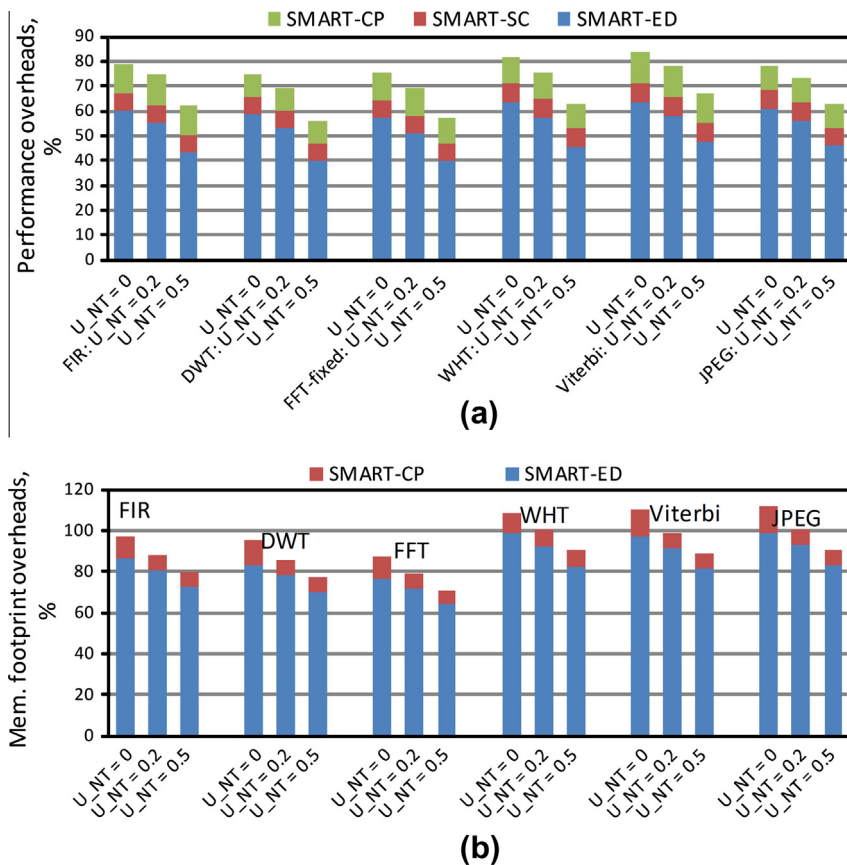 SMART-CP SMART-SC SMART-ED
Performance overheads, %
90
80
70
60
50
40
30
20
10
0
U_NT = 0
FIR: U_NT = 0.2
U_NT = 0.5
U_NT = 0
DWT: U_NT = 0.2
U_NT = 0.5
U_NT = 0
FFT-fixed: U_NT = 0.2
U_NT = 0.5
U_NT = 0
WHT: U_NT = 0.2
U_NT = 0.5
U_NT = 0
Viterbi: U_NT = 0.2
U_NT = 0.5
U_NT = 0
JPEG: U_NT = 0.2
U_NT = 0.5
(a)
SMART-CP SMART-ED
Mem. footprint overheads, %
120
100
80
60
40
20
0
FIR
DWT
FFT
WHT
Viterbi
JPEG
U_NT = 0
U_NT = 0.2
U_NT = 0.5
U_NT = 0
U_NT = 0.2
U_NT = 0.5
U_NT = 0
U_NT = 0.2
U_NT = 0.5
U_NT = 0
U_NT = 0.2
U_NT = 0.5
U_NT = 0
U_NT = 0.2
U_NT = 0.5
U_NT = 0
U_NT = 0.2
U_NT = 0.5
(b)